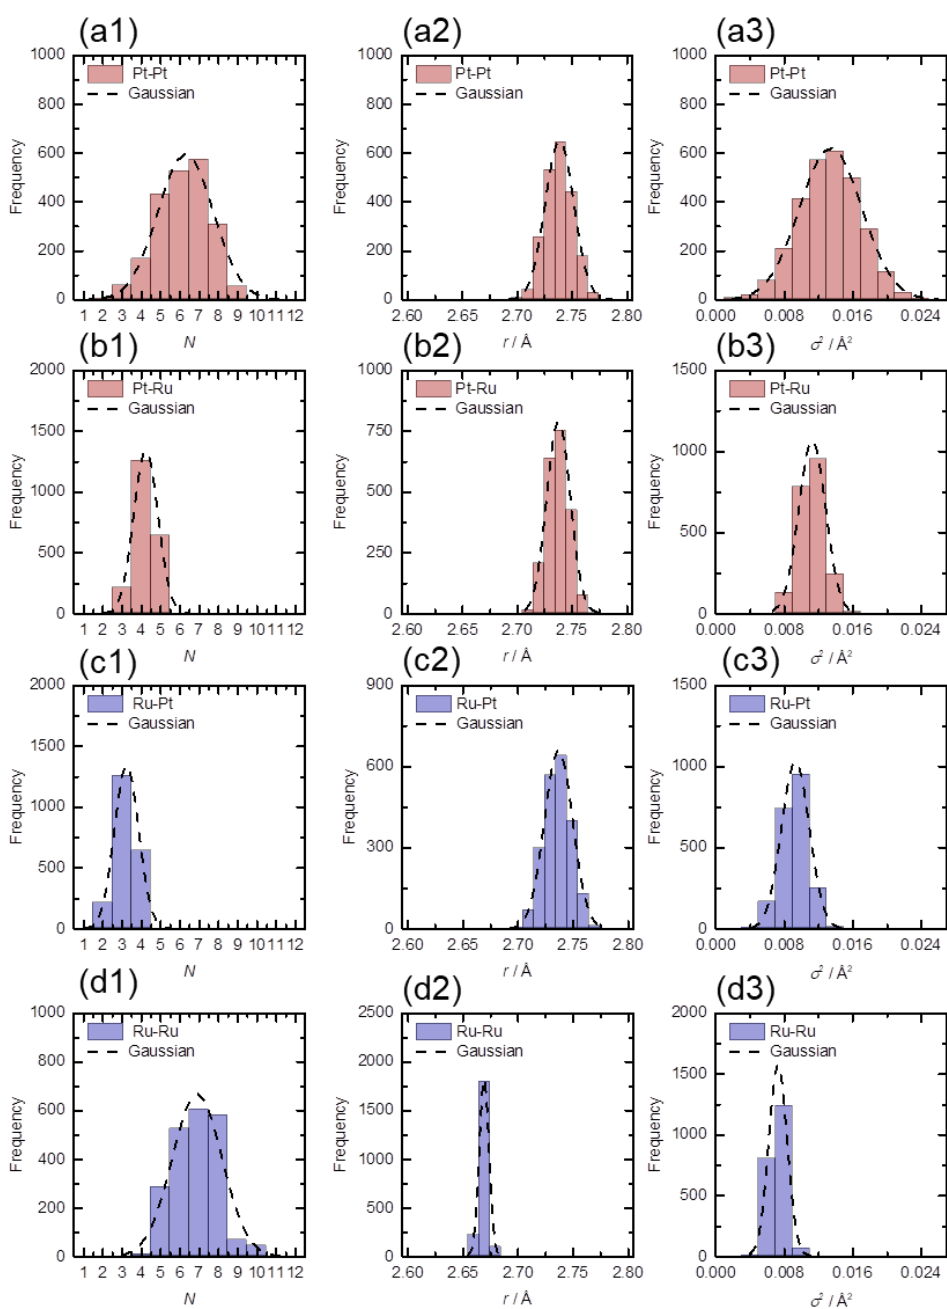 (a1) (a2) (a3)
1000 1000 1000
Pt-Pt Pt-Pt Pt-Pt
Gaussian Gaussian Gaussian
800 800 800
600 600 600
Frequency Frequency Frequency
400 400 400
200 200 200
0 0 0
1 2 3 4 5 6 7 8 9 10 11 12 2.60 2.65 2.70 2.75 2.80 0.000 0.008 0.016 0.024
N r / Å σ² / Å²
(b1) (b2) (b3)
2000 1000 1500
Pt-Ru Pt-Ru Pt-Ru
Gaussian Gaussian Gaussian
1500 750 1000
Frequency Frequency Frequency
1000 500 500
500 250
0 0 0
1 2 3 4 5 6 7 8 9 10 11 12 2.60 2.65 2.70 2.75 2.80 0.000 0.008 0.016 0.024
N r / Å σ² / Å²
(c1) (c2) (c3)
2000 900 1500
Ru-Pt Ru-Pt Ru-Pt
Gaussian Gaussian Gaussian
1500 600 1000
Frequency Frequency Frequency
1000 300 500
500
0 0 0
1 2 3 4 5 6 7 8 9 10 11 12 2.60 2.65 2.70 2.75 2.80 0.000 0.008 0.016 0.024
N r / Å σ² / Å²
(d1) (d2) (d3)
1000 2500 2000
Ru-Ru Ru-Ru Ru-Ru
Gaussian Gaussian Gaussian
800 2000 1500
600 1500
Frequency Frequency Frequency
400 1000 1000
200 500 500
0 0 0
1 2 3 4 5 6 7 8 9 10 11 12 2.60 2.65 2.70 2.75 2.80 0.000 0.008 0.016 0.024
N r / Å σ² / Å²